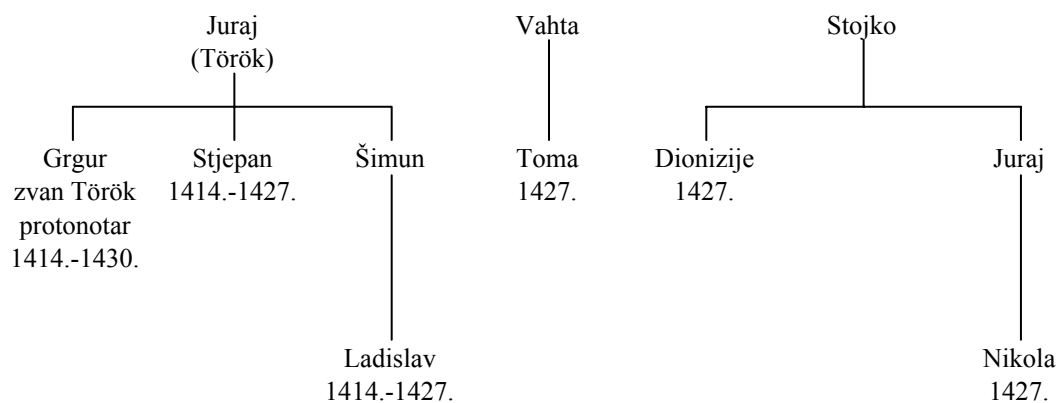 Juraj
(Török)
Vahta
Stojko
Grgur
zvan Török
protonotar
1414.-1430.
Stjepan
1414.-1427.
Šimun
Toma
1427.
Dionizije
1427.
Juraj
Ladislav
1414.-1427.
Nikola
1427.